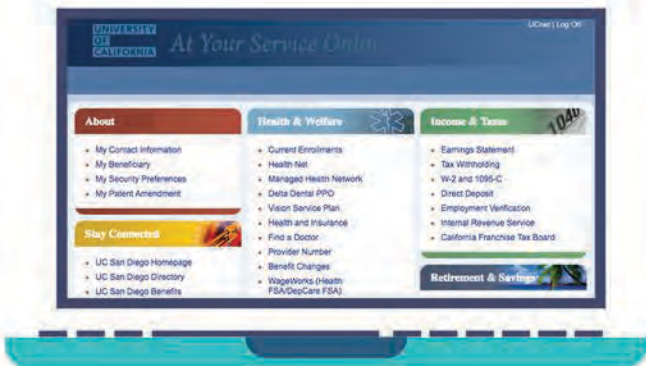 UCnet | Log Off
UNIVERSITY
OF
CALIFORNIA
At Your Service Online
About
My Contact Information
My Beneficiary
My Security Preferences
My Patent Amendment
Stay Connected
UC San Diego Homepage
UC San Diego Directory
UC San Diego Benefits
Health & Welfare
Current Enrollments
Health Net
Managed Health Network
Delta Dental PPO
Vision Service Plan
Health and Insurance
Find a Doctor
Provider Number
Benefit Changes
WageWorks (Health
FSA/DepCare FSA)
Income & Taxes
1040
Earnings Statement
Tax Withholding
W-2 and 1095-C
Direct Deposit
Employment Verification
Internal Revenue Service
California Franchise Tax Board
Retirement & Savings